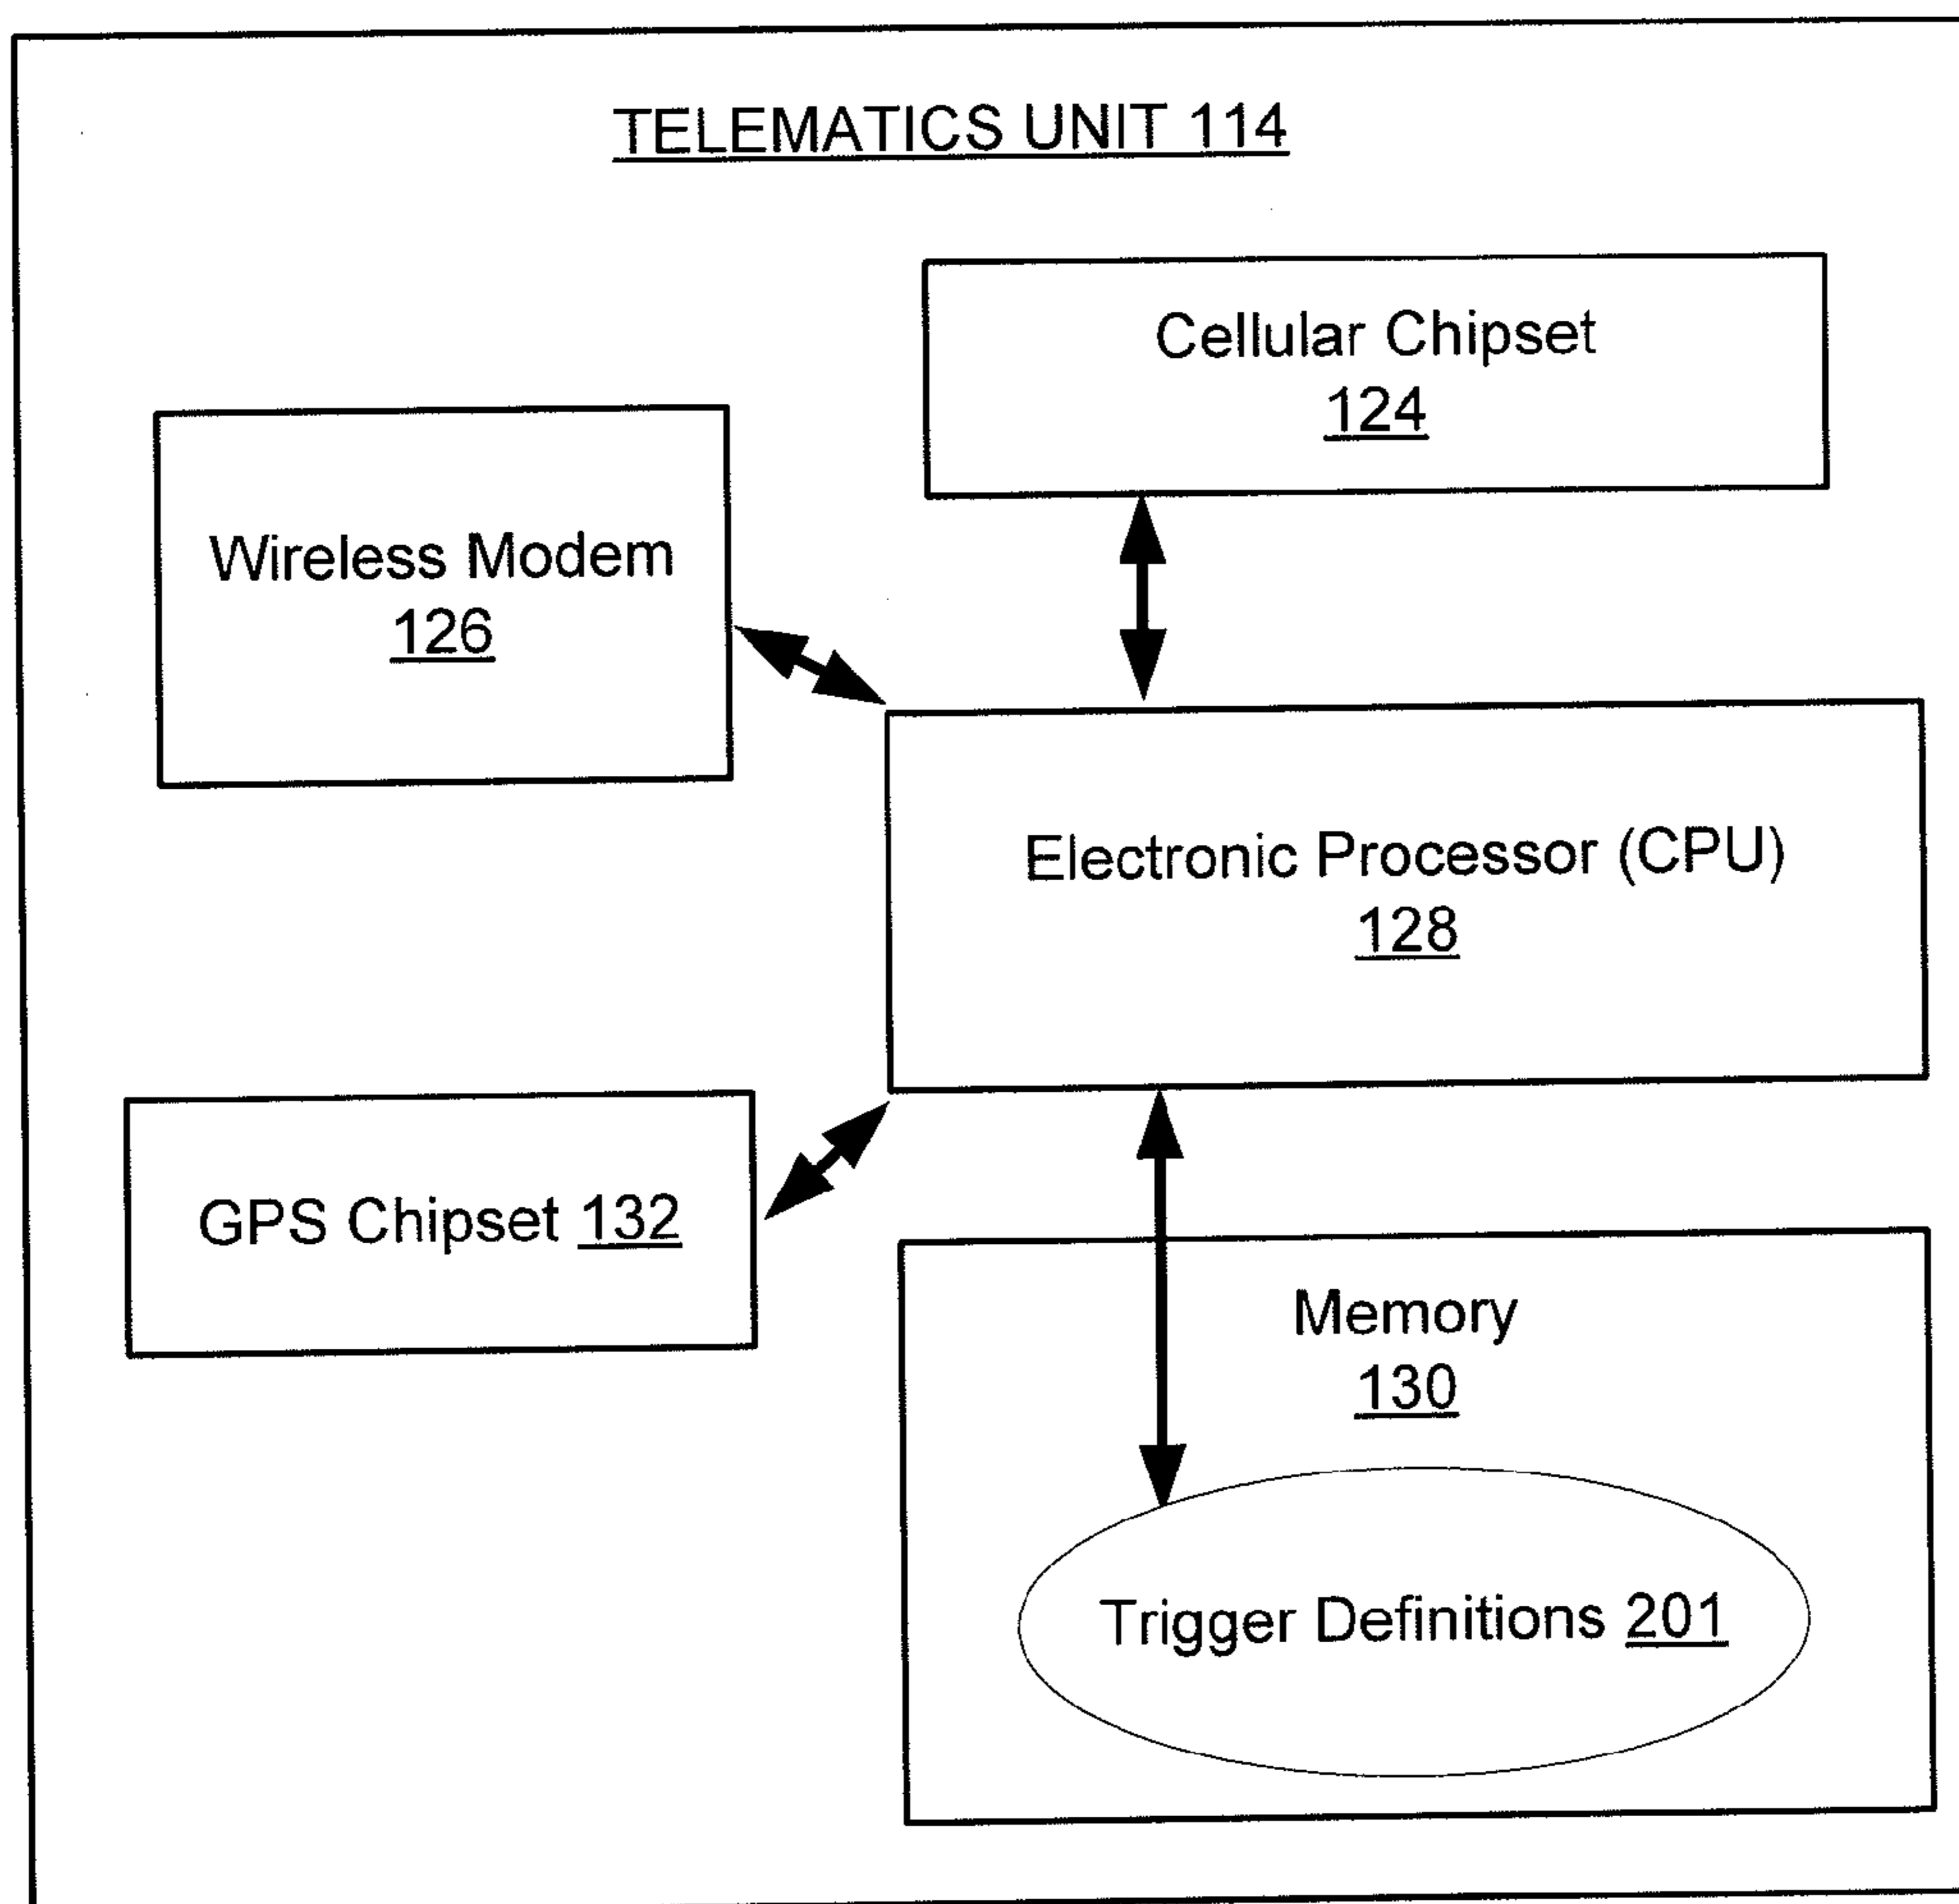 TELEMATICS UNIT 114
Cellular Chipset
124
Wireless Modem
126
Electronic Processor (CPU)
128
GPS Chipset 132
Memory
130
Trigger Definitions 201